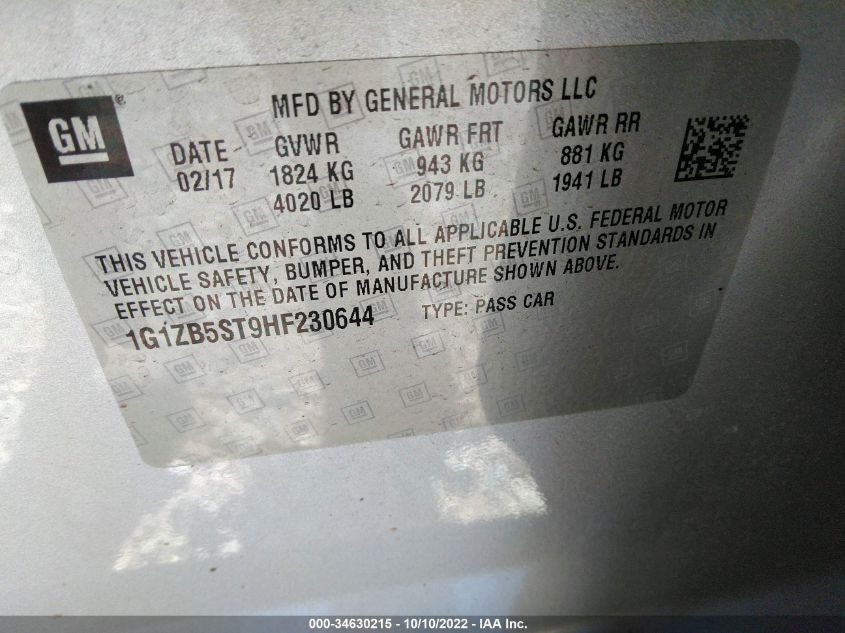 GM ®
MFD BY GENERAL MOTORS LLC
DATE GVWR GAWR FRT GAWR RR
02/17 1824 KG 943 KG 881 KG
4020 LB 2079 LB 1941 LB
THIS VEHICLE CONFORMS TO ALL APPLICABLE U.S. FEDERAL MOTOR
VEHICLE SAFETY, BUMPER, AND THEFT PREVENTION STANDARDS IN
EFFECT ON THE DATE OF MANUFACTURE SHOWN ABOVE.
1G1ZB5ST9HF230644 TYPE: PASS CAR
000-34630215 - 10/10/2022 - IAA Inc.